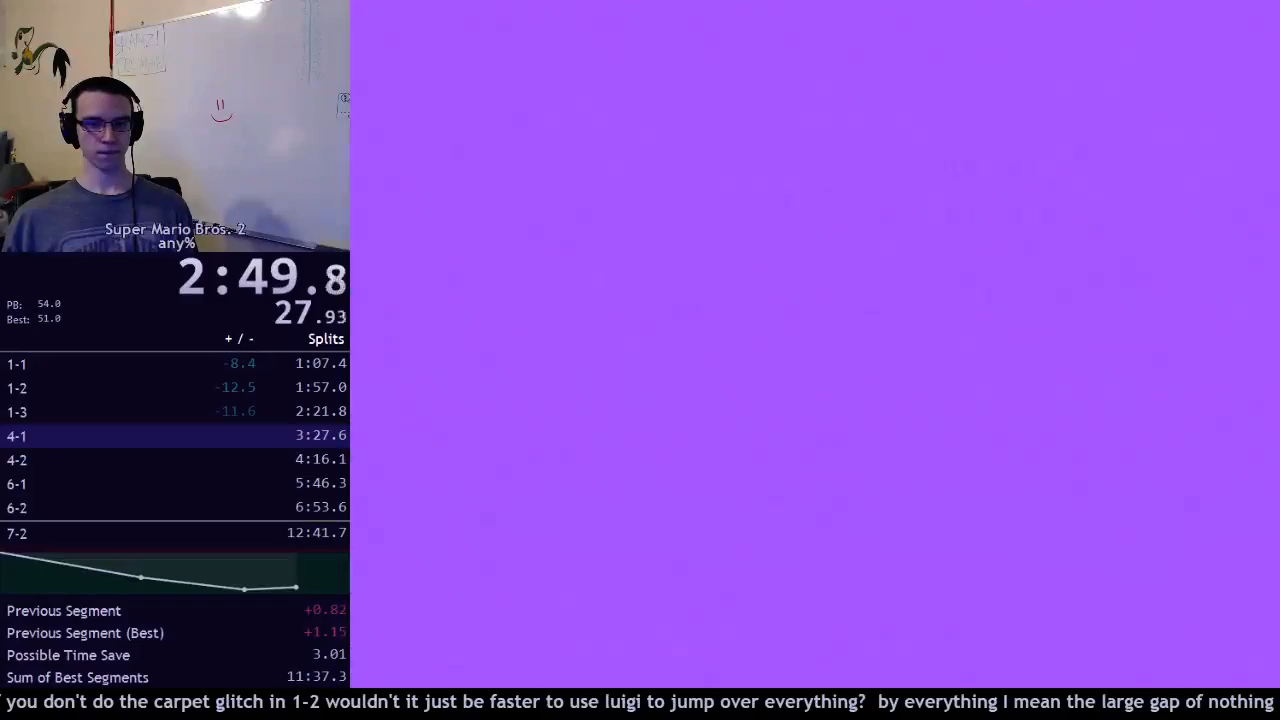 Super Mario Bros. 2
any%
2:49.8
PB: 54.0
27.93
Best: 51.0
+ / - Splits
1-1 -8.4 1:07.4
1-2 -12.5 1:57.0
1-3 -11.6 2:21.8
4-1 3:27.6
4-2 4:16.1
6-1 5:46.3
6-2 6:53.6
7-2 12:41.7
Previous Segment +0.82
Previous Segment (Best) +1.15
Possible Time Save 3.01
Sum of Best Segments 11:37.3
you don't do the carpet glitch in 1-2 wouldn't it just be faster to use luigi to jump over everything? by everything I mean the large gap of nothing